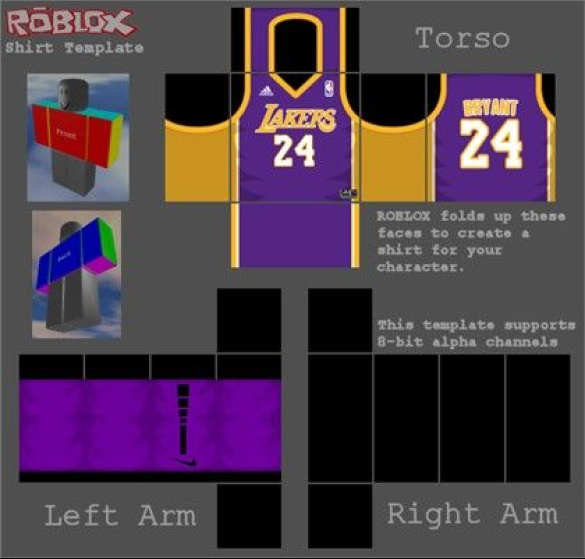 ROBLOX
Shirt Template
Torso
Front
LAKERS
24
BRYANT
24
ROBLOX folds up these
faces to create a
shirt for your
character.
This template supports
8-bit alpha channels
Left Arm
Right Arm